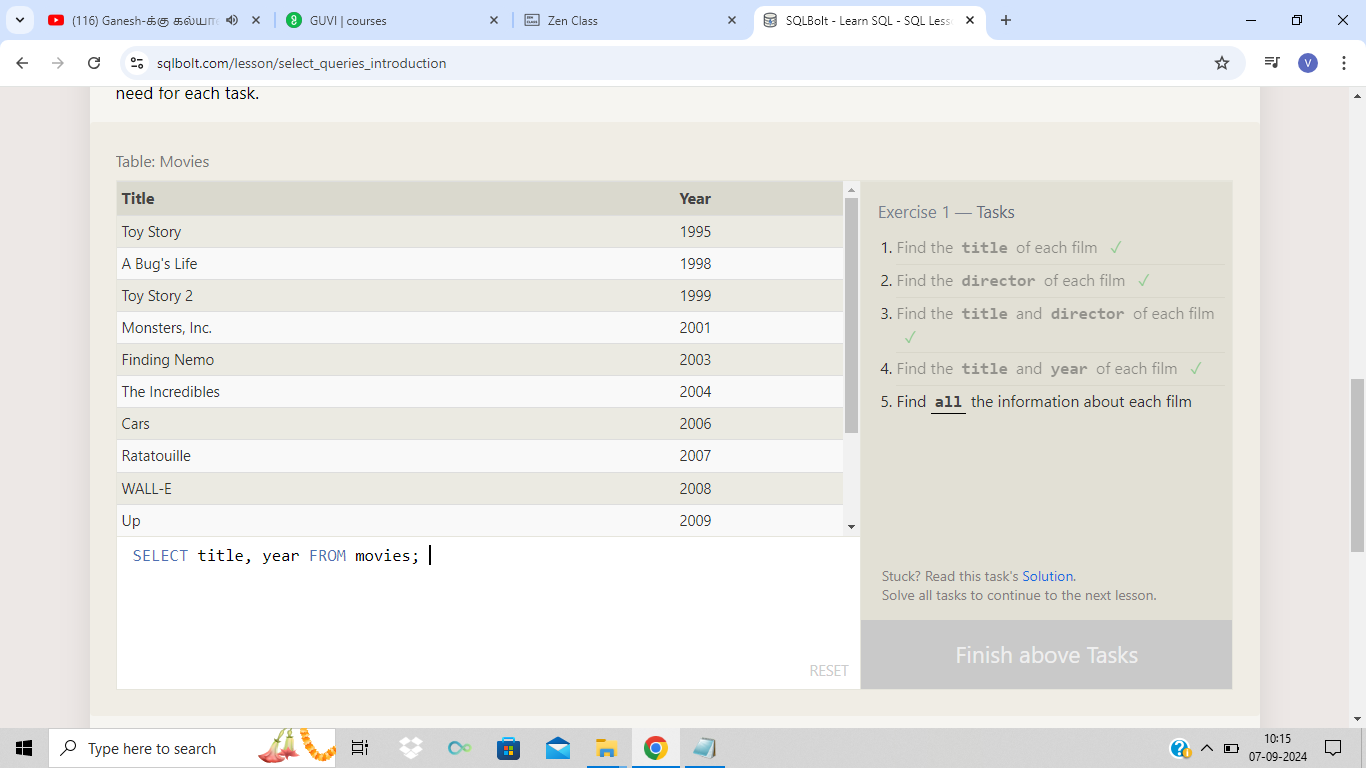 (116) Ganesh-க்கு கல்யா
GUVI | courses
Zen Class
SQLBolt - Learn SQL - SQL Less
sqlbolt.com/lesson/select_queries_introduction
V
need for each task.
Table: Movies
Title Year
Toy Story 1995
A Bug's Life 1998
Toy Story 2 1999
Monsters, Inc. 2001
Finding Nemo 2003
The Incredibles 2004
Cars 2006
Ratatouille 2007
WALL-E 2008
Up 2009
SELECT title, year FROM movies;
RESET
Exercise 1 — Tasks
1. Find the title of each film ✓
2. Find the director of each film ✓
3. Find the title and director of each film
✓
4. Find the title and year of each film ✓
5. Find all the information about each film
Stuck? Read this task's Solution.
Solve all tasks to continue to the next lesson.
Finish above Tasks
Type here to search
10:15
07-09-2024